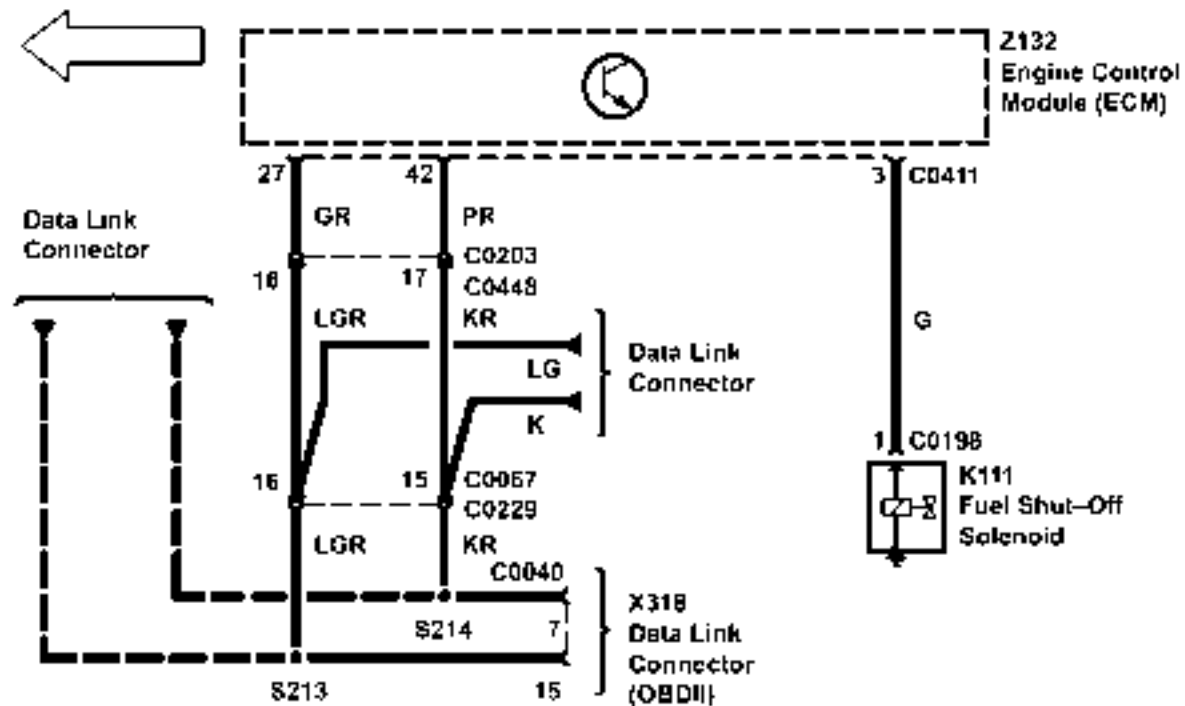 Z132
Engine Control
Module (ECM)
27
42
3
C0411
Data Link
Connector
GR
PR
C0203
16
17
C0448
LGR
KR
G
LG
Data Link
Connector
K
1
C0198
16
15
C0067
C0229
K111
Fuel Shut–Off
Solenoid
LGR
KR
C0040
X318
S214
7
Data Link
Connector
(OBDII)
S213
15